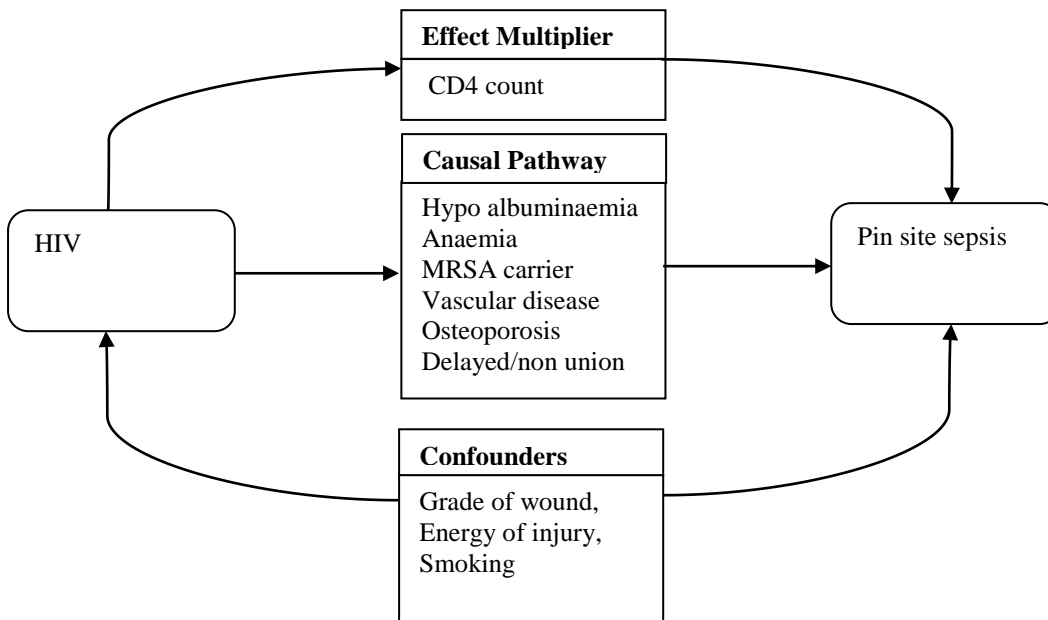 Effect Multiplier
CD4 count
Causal Pathway
Hypo albuminaemia
Anaemia
MRSA carrier
Vascular disease
Osteoporosis
Delayed/non union
HIV
Pin site sepsis
Confounders
Grade of wound,
Energy of injury,
Smoking